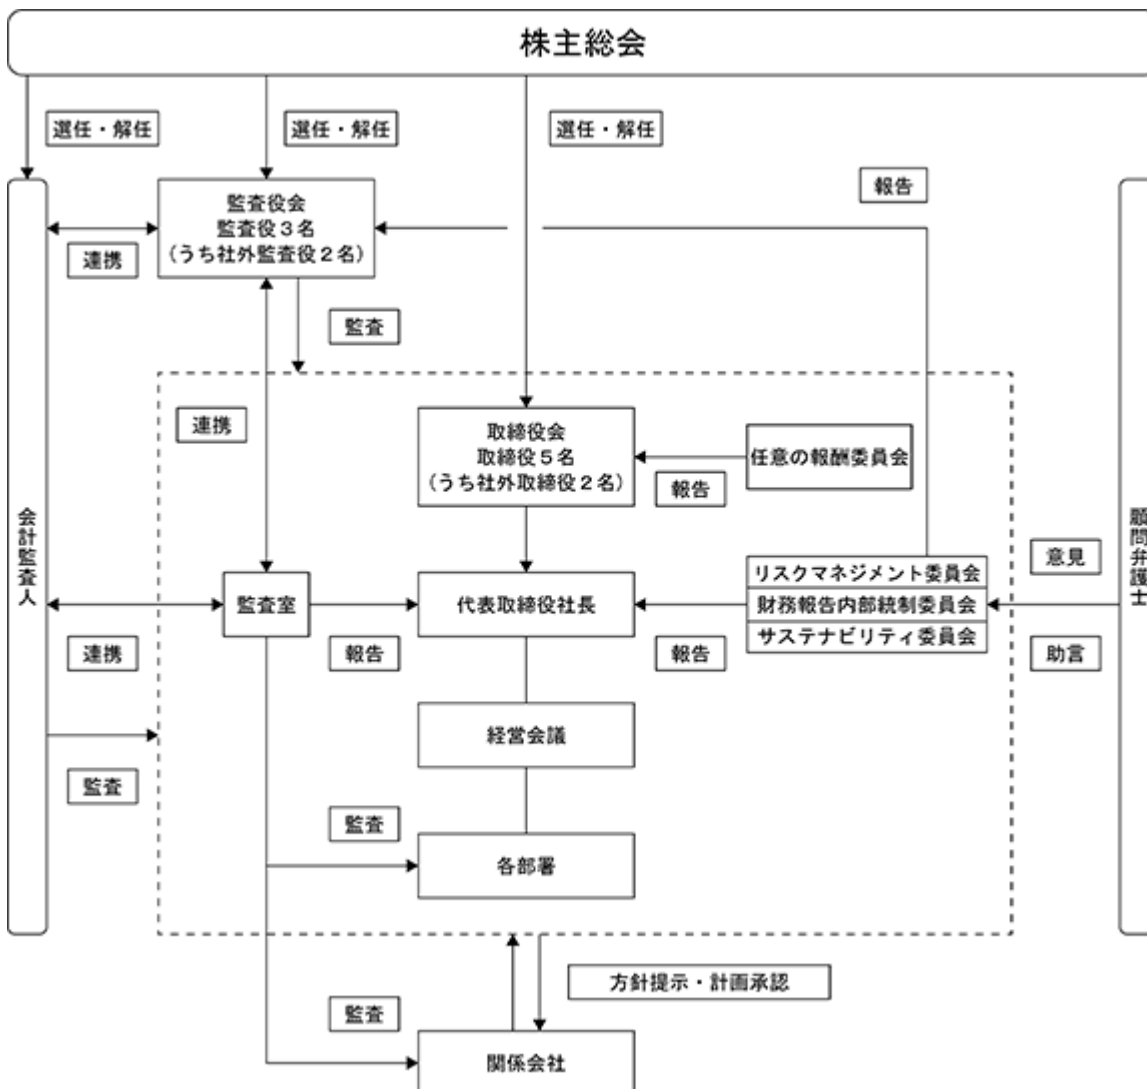 株主総会
選任・解任
選任・解任
選任・解任
報告
監査役会
監査役3名
(うち社外監査役2名)
連携
監査
連携
取締役会
取締役5名
(うち社外取締役2名)
任意の報酬委員会
報告
会計監査人
顧問弁護士
意見
リスクマネジメント委員会
財務報告内部統制委員会
サステナビリティ委員会
監査室
代表取締役社長
連携
報告
報告
助言
経営会議
監査
監査
各部署
方針提示・計画承認
監査
関係会社